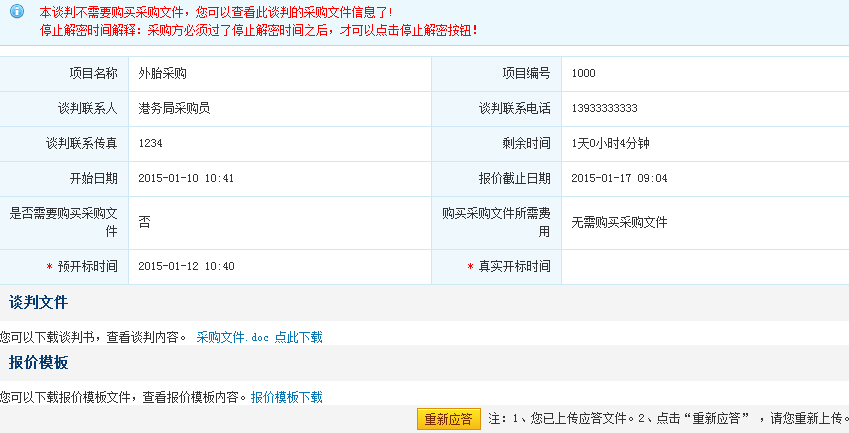 本谈判不需要购买采购文件，您可以查看此谈判的采购文件信息了!
停止解密时间解释：采购方必须过了停止解密时间之后，才可以点击停止解密按钮!
项目名称 外胎采购 项目编号 1000
谈判联系人 港务局采购员 谈判联系电话 13933333333
谈判联系传真 1234 剩余时间 1天0小时4分钟
开始日期 2015-01-10 10:41 报价截止日期 2015-01-17 09:04
是否需要购买采购文件 否 购买采购文件所需费用 无需购买采购文件
* 预开标时间 2015-01-12 10:40 * 真实开标时间
谈判文件
您可以下载谈判书，查看谈判内容。 采购文件.doc 点此下载
报价模板
您可以下载报价模板文件，查看报价模板内容。报价模板下载
重新应答 注：1、您已上传应答文件。2、点击“重新应答” ，请您重新上传。